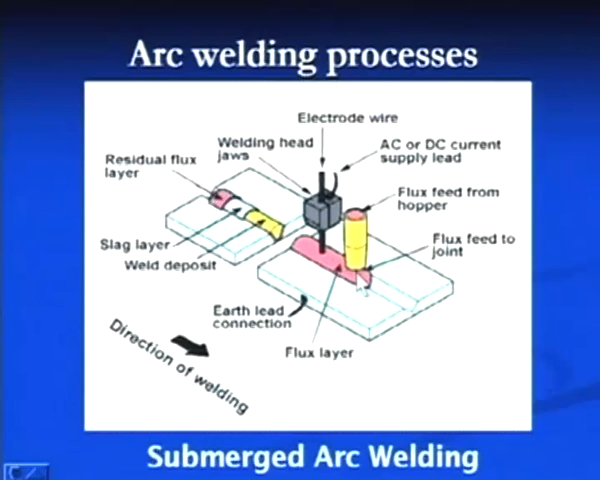 Arc welding processes
Electrode wire
Welding head
jaws
AC or DC current
supply lead
Residual flux
layer
Flux feed from
hopper
Slag layer
Weld deposit
Flux feed to
joint
Earth lead
connection
Flux layer
Direction of welding
Submerged Arc Welding